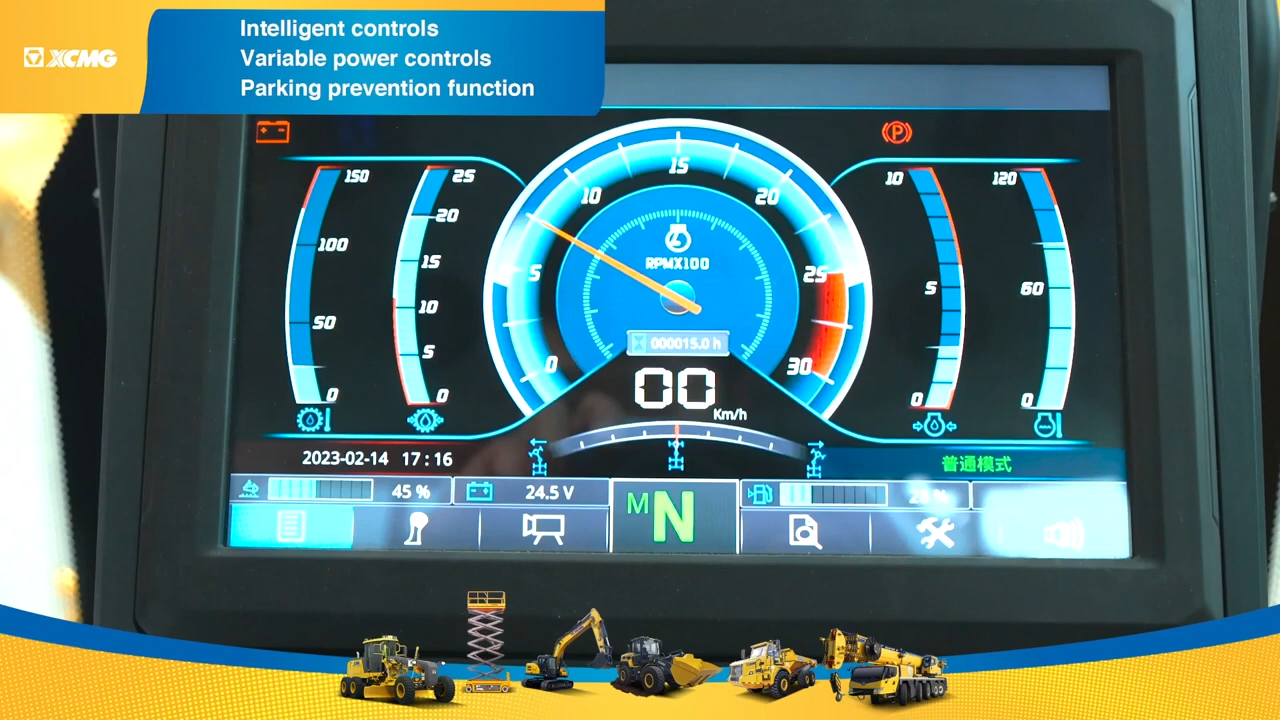 XCMG
Intelligent controls
Variable power controls
Parking prevention function
P
150
100
50
0
25
20
15
10
5
0
0
5
10
15
20
25
30
RPMX100
000015.0 h
00
Km/h
10
5
0
120
60
0
2023-02-14 17:16
普通模式
45 %
24.5 V
M N